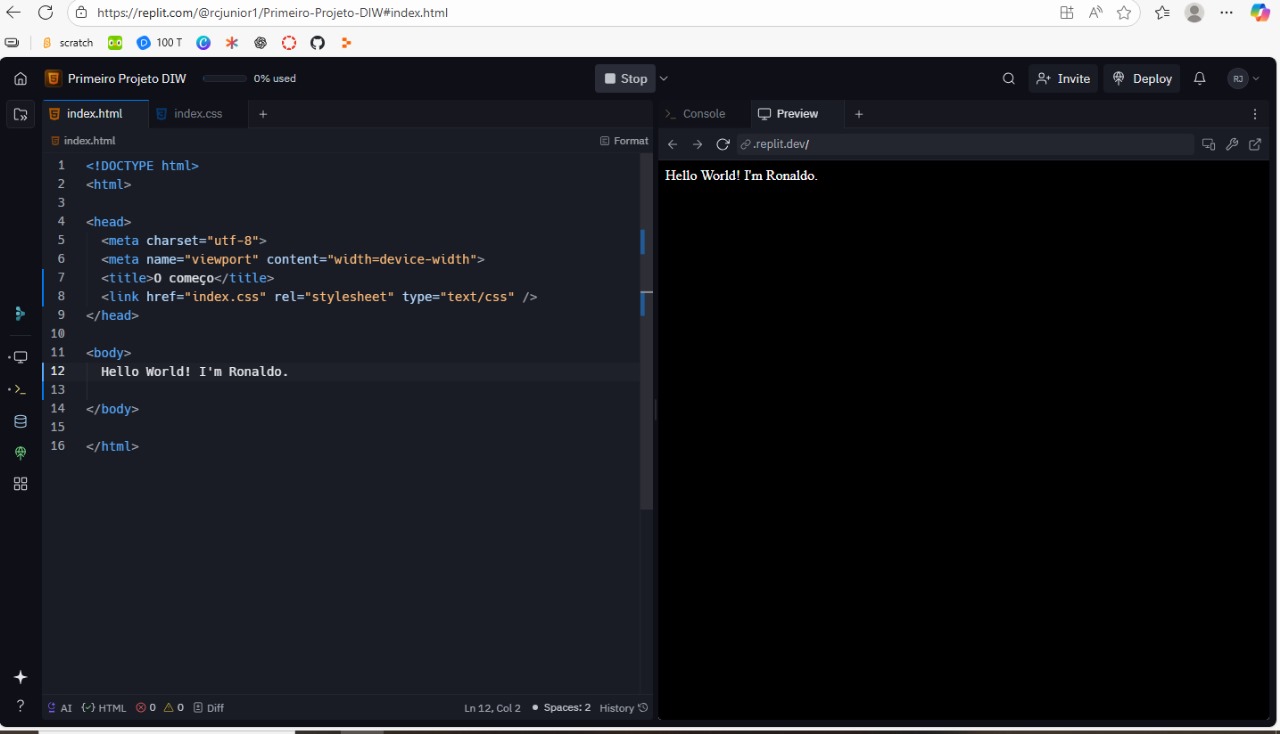 https://replit.com/@rcjunior1/Primeiro-Projeto-DIW#index.html
scratch 100 T
Primeiro Projeto DIW 0% used Stop Invite Deploy RJ
index.html index.css + Console Preview +
index.html Format .replit.dev/
1 <!DOCTYPE html>
2 <html>
3
4 <head>
5 <meta charset="utf-8">
6 <meta name="viewport" content="width=device-width">
7 <title>O começo</title>
8 <link href="index.css" rel="stylesheet" type="text/css" />
9 </head>
10
11 <body>
12 Hello World! I'm Ronaldo.
13
14 </body>
15
16 </html>
Hello World! I'm Ronaldo.
AI HTML 0 0 Diff Ln 12, Col 2 Spaces: 2 History
?